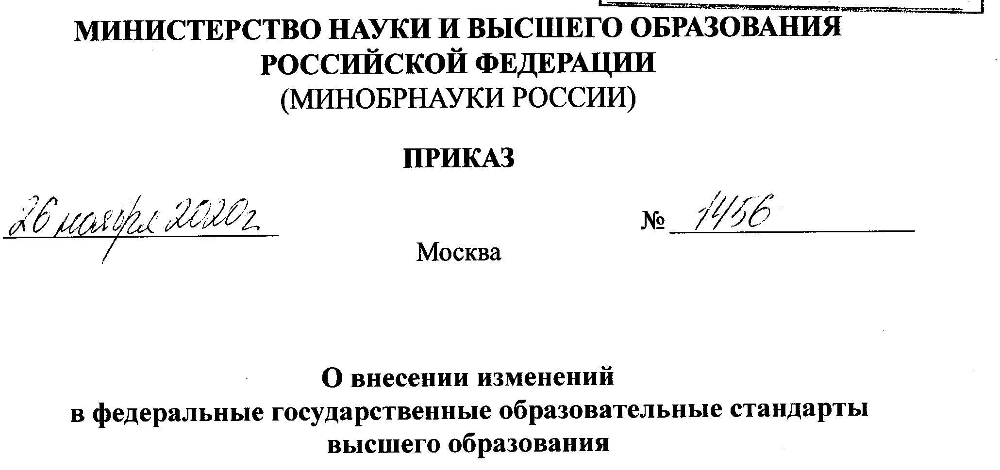 МИНИСТЕРСТВО НАУКИ И ВЫСШЕГО ОБРАЗОВАНИЯ
РОССИЙСКОЙ ФЕДЕРАЦИИ
(МИНОБРНАУКИ РОССИИ)
ПРИКАЗ
26 ноября 2020г. № 1456
Москва
О внесении изменений
в федеральные государственные образовательные стандарты
высшего образования